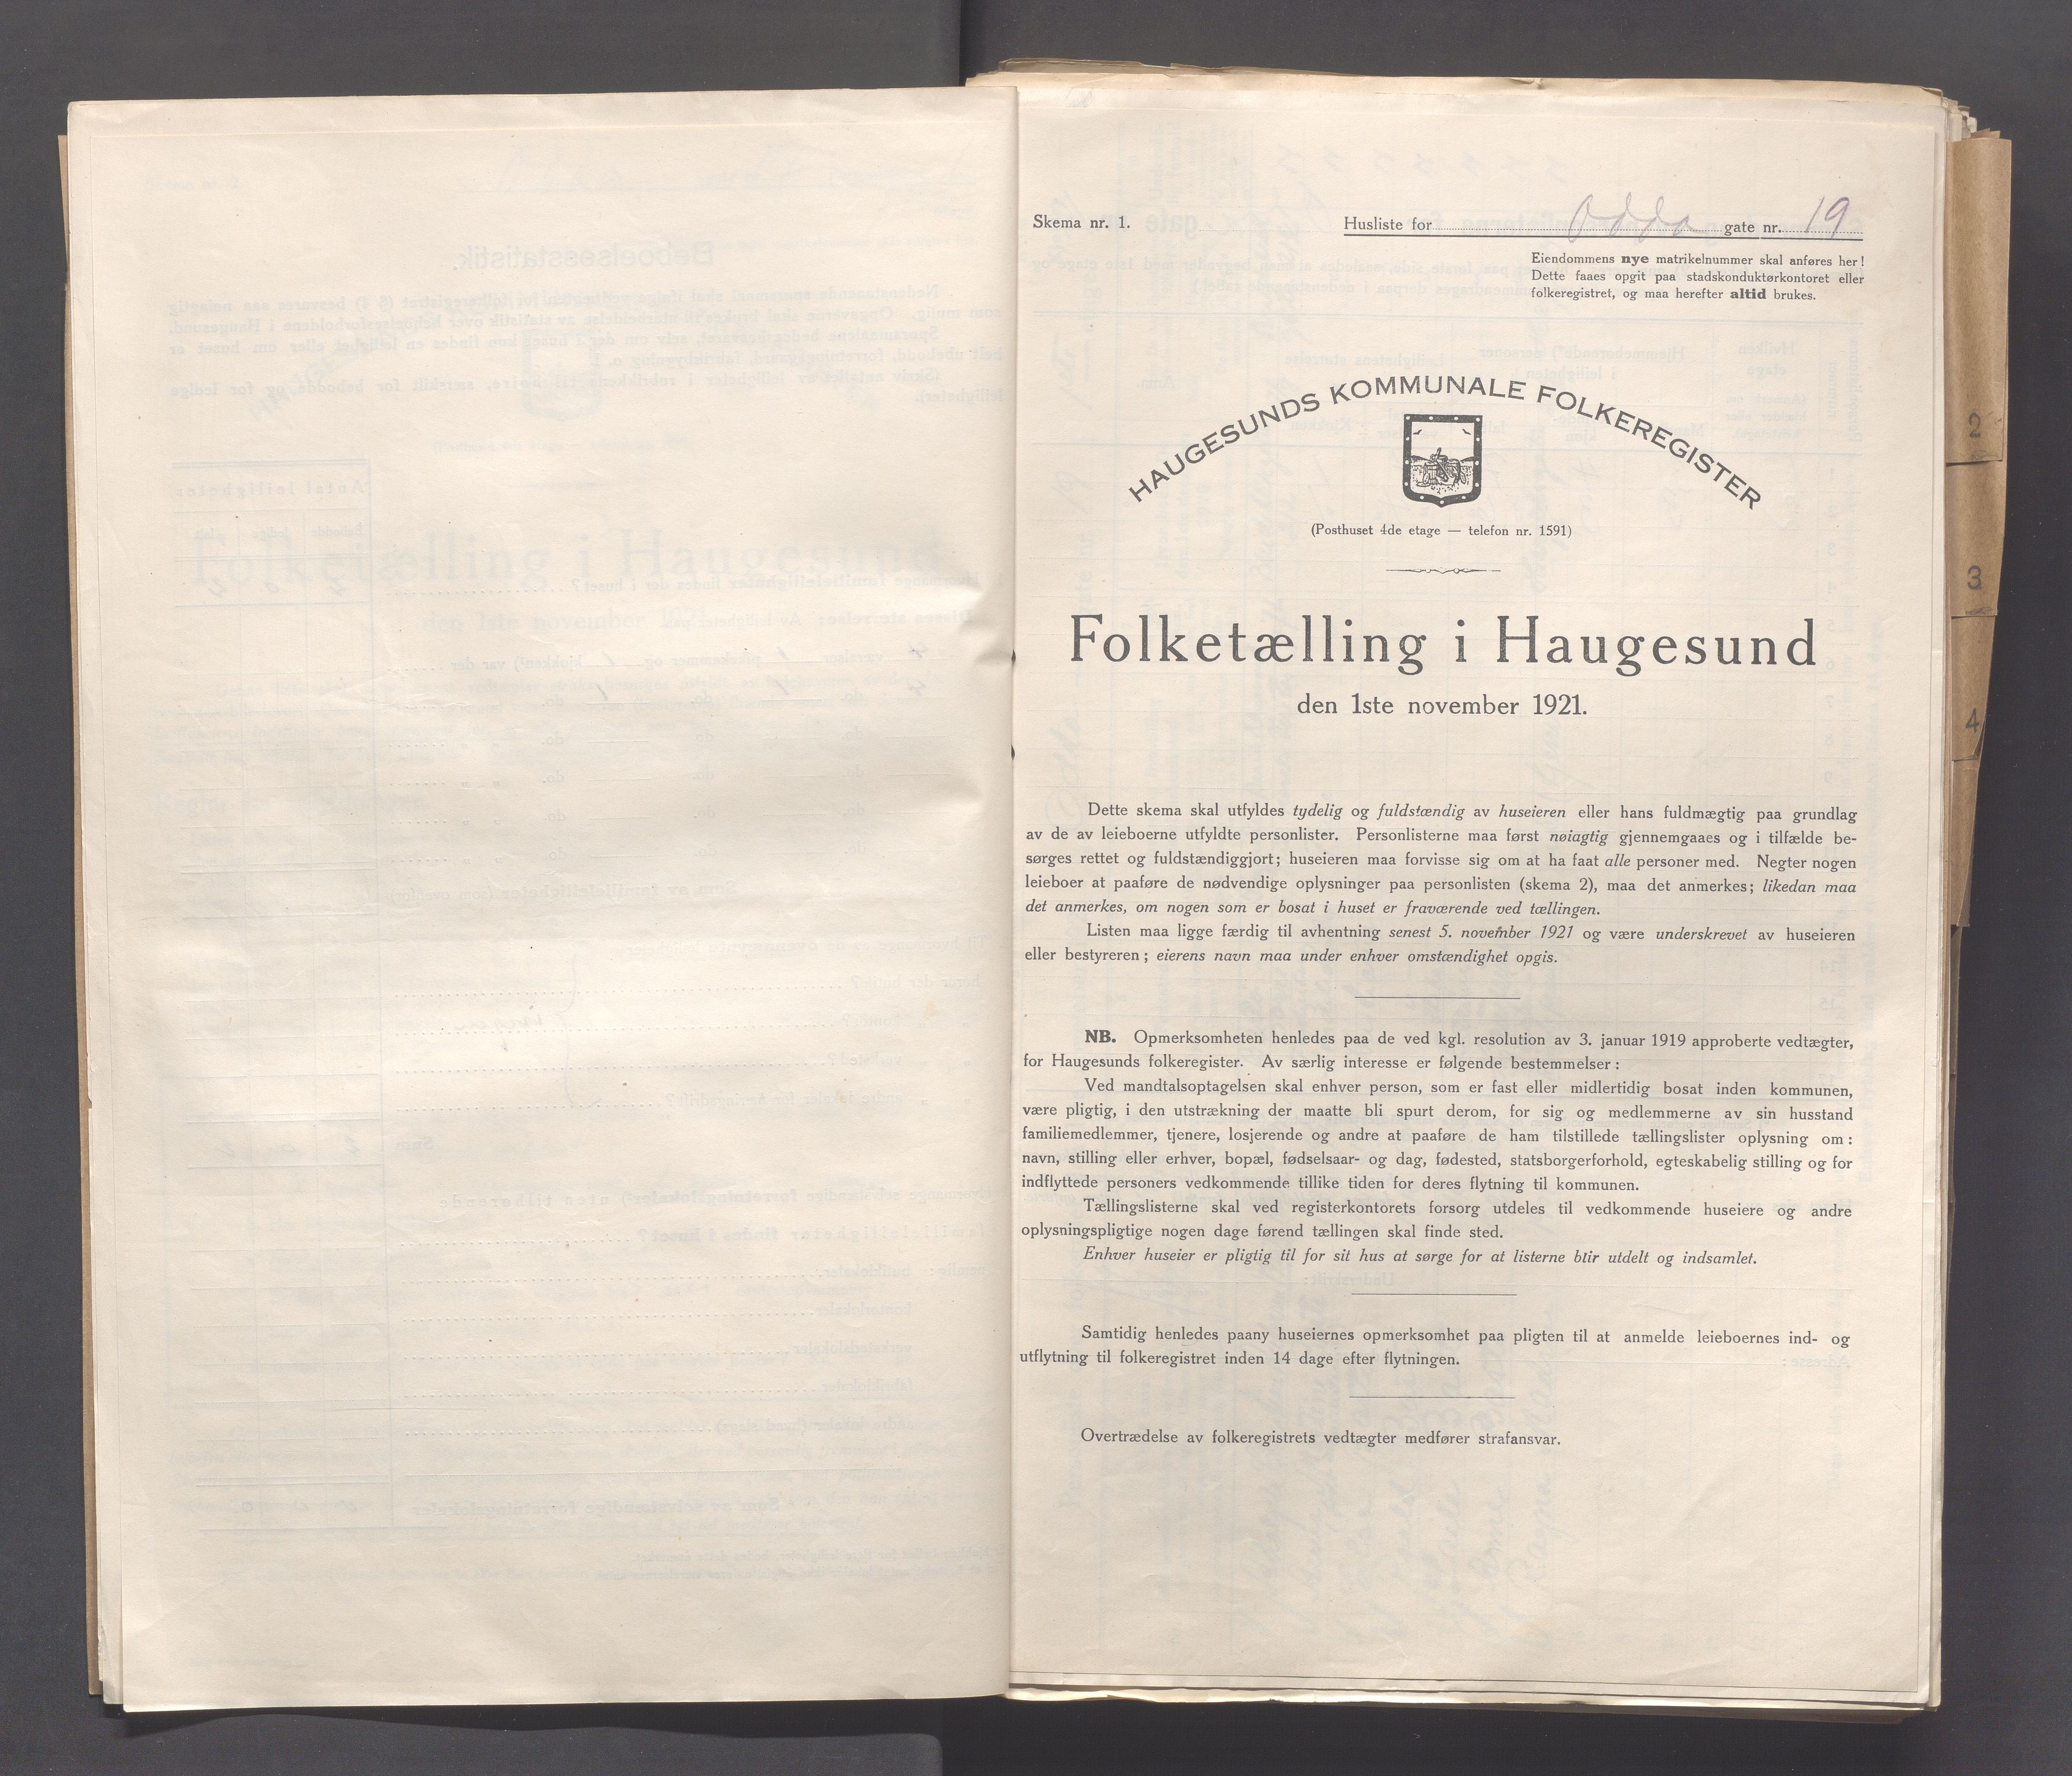 Skema nr. 1.
Husliste for Odda gate nr. 19
Eiendommens nye matrikelnummer skal anføres her!
Dette faaes opgit paa stadskonduktørkontoret eller
folkeregistret, og maa herefter altid brukes.
HAUGESUNDS KOMMUNALE FOLKEREGISTER
(Posthuset 4de etage — telefon nr. 1591)
Folketælling i Haugesund
den 1ste november 1921.
Dette skema skal utfyldes tydelig og fuldstændig av huseieren eller hans fuldmægtig paa grundlag
av de av leieboerne utfyldte personlister. Personlisterne maa først nøiagtig gjennemgaaes og i tilfælde be-
sørges rettet og fuldstændiggjort; huseieren maa forvisse sig om at ha faat alle personer med. Negter nogen
leieboer at paaføre de nødvendige oplysninger paa personlisten (skema 2), maa det anmerkes; likedan maa
det anmerkes, om nogen som er bosat i huset er fraværende ved tællingen.
Listen maa ligge færdig til avhentning senest 5. november 1921 og være underskrevet av huseieren
eller bestyreren; eierens navn maa under enhver omstændighet opgis.
NB. Opmerksomheten henledes paa de ved kgl. resolution av 3. januar 1919 approberte vedtægter,
for Haugesunds folkeregister. Av særlig interesse er følgende bestemmelser:
Ved mandtalsoptagelsen skal enhver person, som er fast eller midlertidig bosat inden kommunen,
være pligtig, i den utstrækning der maatte bli spurt derom, for sig og medlemmerne av sin husstand
familiemedlemmer, tjenere, losjerende og andre at paaføre de ham tilstillede tællingslister oplysning om:
navn, stilling eller erhver, bopæl, fødselsaar- og dag, fødested, statsborgerforhold, egteskabelig stilling og for
indflyttede personers vedkommende tillike tiden for deres flytning til kommunen.
Tællingslisterne skal ved registerkontorets forsorg utdeles til vedkommende huseiere og andre
oplysningspligtige nogen dage førend tællingen skal finde sted.
Enhver huseier er pligtig til for sit hus at sørge for at listerne blir utdelt og indsamlet.
Samtidig henledes paany huseiernes opmerksomhet paa pligten til at anmelde leieboernes ind- og
utflytning til folkeregistret inden 14 dage efter flytningen.
Overtrædelse av folkeregistrets vedtægter medfører strafansvar.
2
3
4